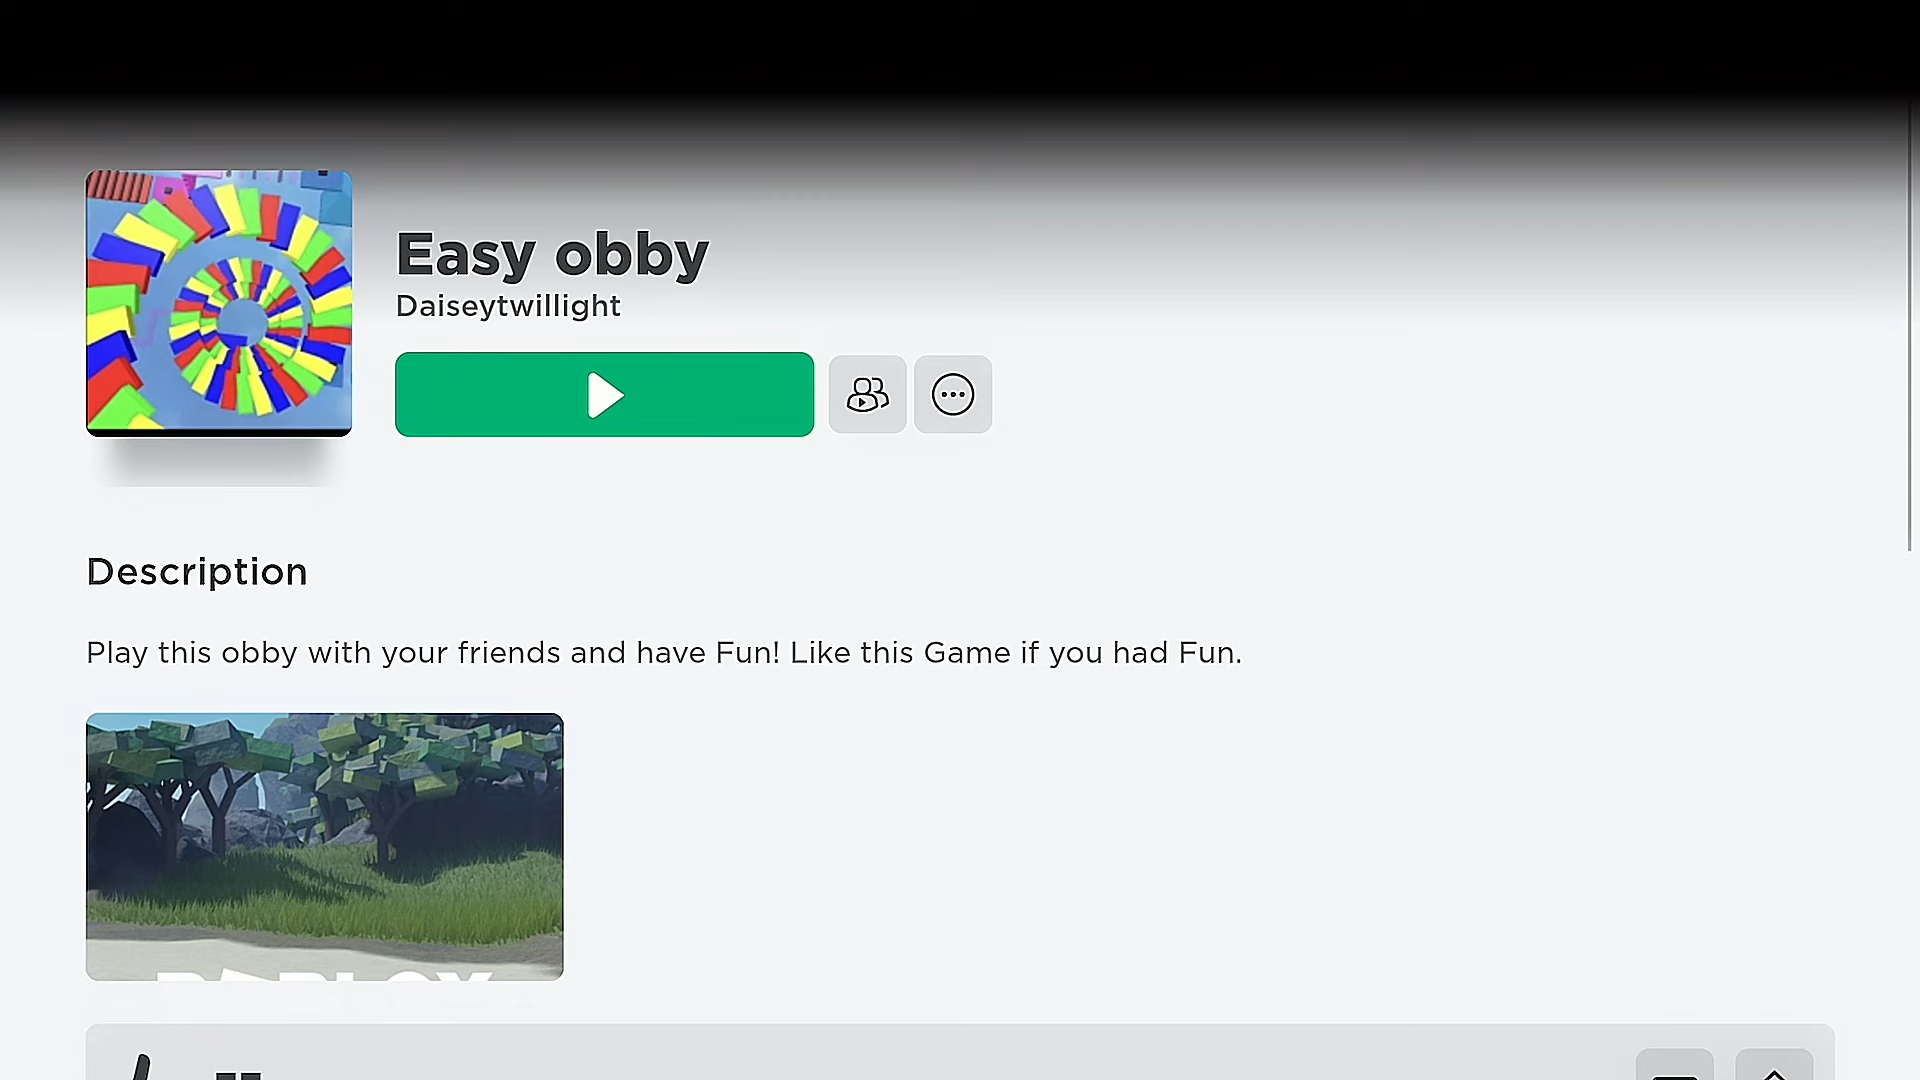 Easy obby
Daiseytwillight
Description
Play this obby with your friends and have Fun! Like this Game if you had Fun.
ROBLOX